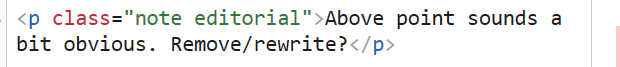 <p class="note editorial">Above point sounds a
bit obvious. Remove/rewrite?</p>